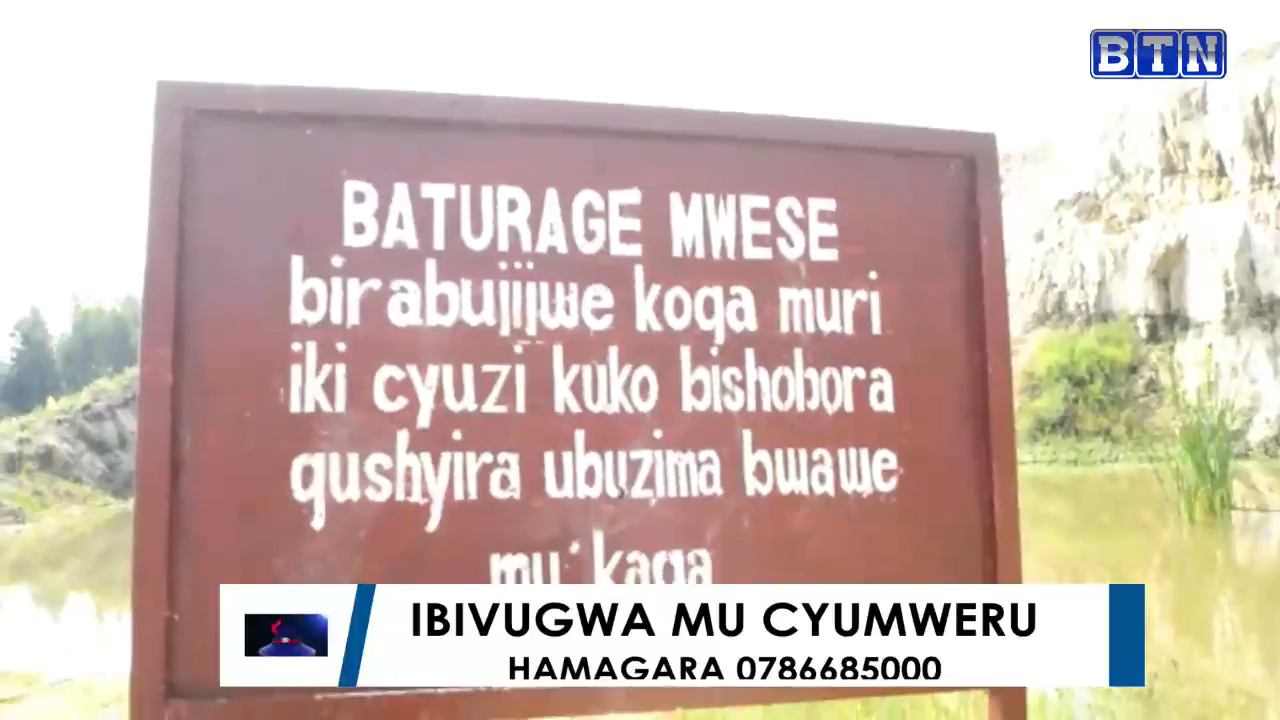 BTN
BATURAGE MWESE
birabujijwe koga muri
iki cyuzi kuko bishobora
gushyira ubuzima bwawe
mu kaga
IBIVUGWA MU CYUMWERU
HAMAGARA 0786685000